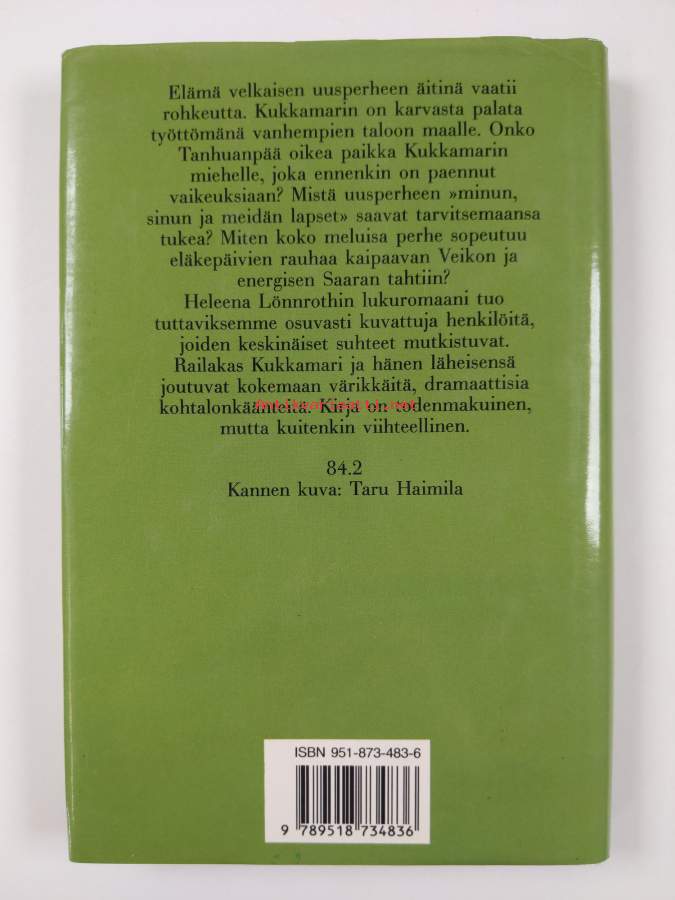 Elämä velkaisen uusperheen äitinä vaatii
rohkeutta. Kukkamarin on karvasta palata
työttömänä vanhempien taloon maalle. Onko
Tanhuanpää oikea paikka Kukkamarin
miehelle, joka ennenkin on paennut
vaikeuksiaan? Mistä uusperheen »minun,
sinun ja meidän lapset» saavat tarvitsemaansa
tukea? Miten koko meluisa perhe sopeutuu
eläkepäivien rauhaa kaipaavan Veikon ja
energisen Saaran tahtiin?
Heleena Lönnrothin lukuromaani tuo
tuttaviksemme osuvasti kuvattuja henkilöitä,
joiden keskinäiset suhteet mutkistuvat.
Railakas Kukkamari ja hänen läheisensä
joutuvat kokemaan värikkäitä, dramaattisia
kohtalonkäänteitä. Kirja on todenmakuinen,
antikvariaatti.net
mutta kuitenkin viihteellinen.
84.2
Kannen kuva: Taru Haimila
ISBN 951-873-483-6
9 789518 734836